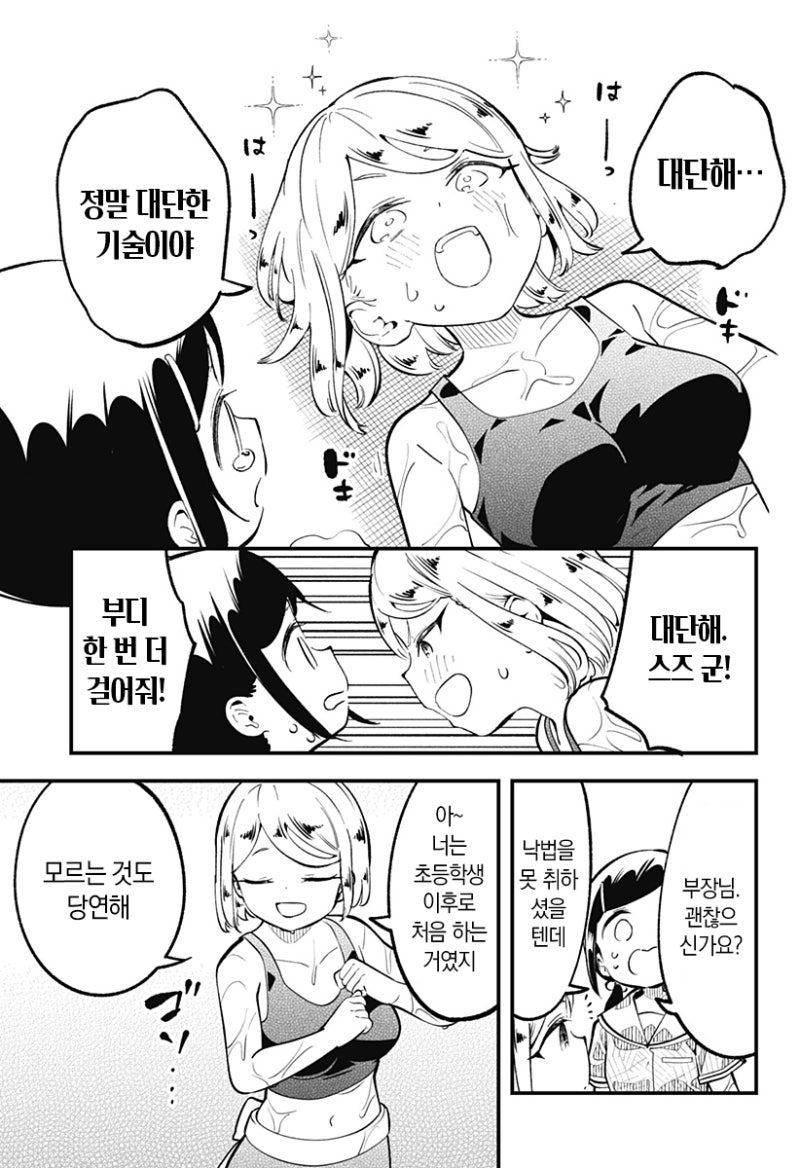 대단해…
はーっ
はーっ
정말 대단한
기술이야
ドキ
ドキ
대단해.
스즈 군!
부디
한 번 더
걸어줘!
부장님.
괜찮으
신가요?
낙법을
못 취하
셨을
텐데
아~
너는
초등학생
이후로
처음 하는
거였지
모르는 것도
당연해